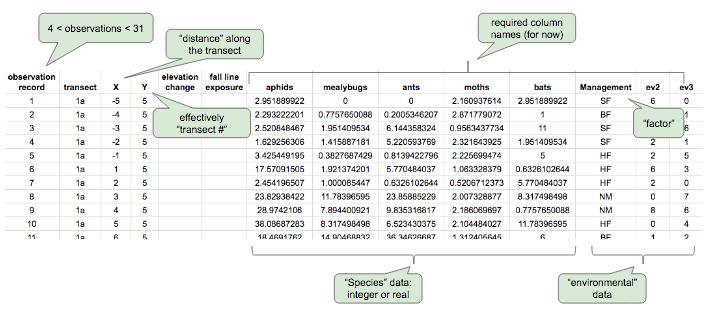 4 < observations < 31
"distance" along
the transect
required column
names (for now)
observation
record transect X Y elevation
change fall line
exposure aphids mealybugs ants moths bats Management ev2 ev3
1 1a -5 5 2.951889922 0 0 2.160937614 2.951889922 SF 6 0
2 1a -4 5 2.293222201 0.7757650088 0.2005346207 2.871779072 1 BF 1
3 1a -3 5 2.520848467 1.951409534 6.144358324 0.9563437734 11 SF 6
4 1a -2 5 1.629256306 1.415887181 5.220593769 2.321643925 1.951409534 SF 2 1
5 1a -1 5 3.425449195 0.3827687429 0.8139422796 2.225699474 5 HF 2 5
6 1a 1 5 17.57091505 1.921374201 5.770484037 1.063328379 0.6326102644 HF 6 3
7 1a 2 5 2.454196507 1.000085447 0.6326102644 0.5206712373 5.770484037 HF 2 0
8 1a 3 5 23.82938422 11.78396595 23.85885229 2.007328877 8.317498498 NM 0 7
9 1a 4 5 28.9742106 7.894400921 9.835316817 2.186069697 0.7757650088 NM 8 6
10 1a 5 5 38.08687283 8.317498498 6.523430375 2.104484027 11.78396595 HF 0 4
11 1a 6 5 18.4691762 14.90468832 36.34626687 1.312405645 6 BF 1 2
effectively
"transect #"
"factor"
"Species" data:
integer or real
"environmental"
data